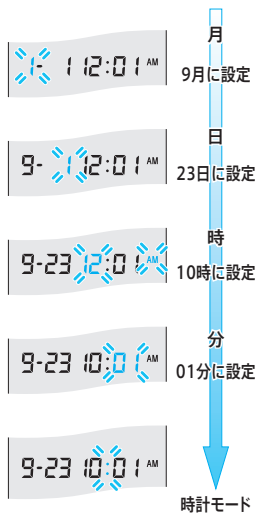 月
1- 1 12:01 AM
9月に設定
日
9- 1 12:01 AM
23日に設定
時
9-23 12:01 AM
10時に設定
分
9-23 10:01 AM
01分に設定
9-23 10:01 AM
時計モード